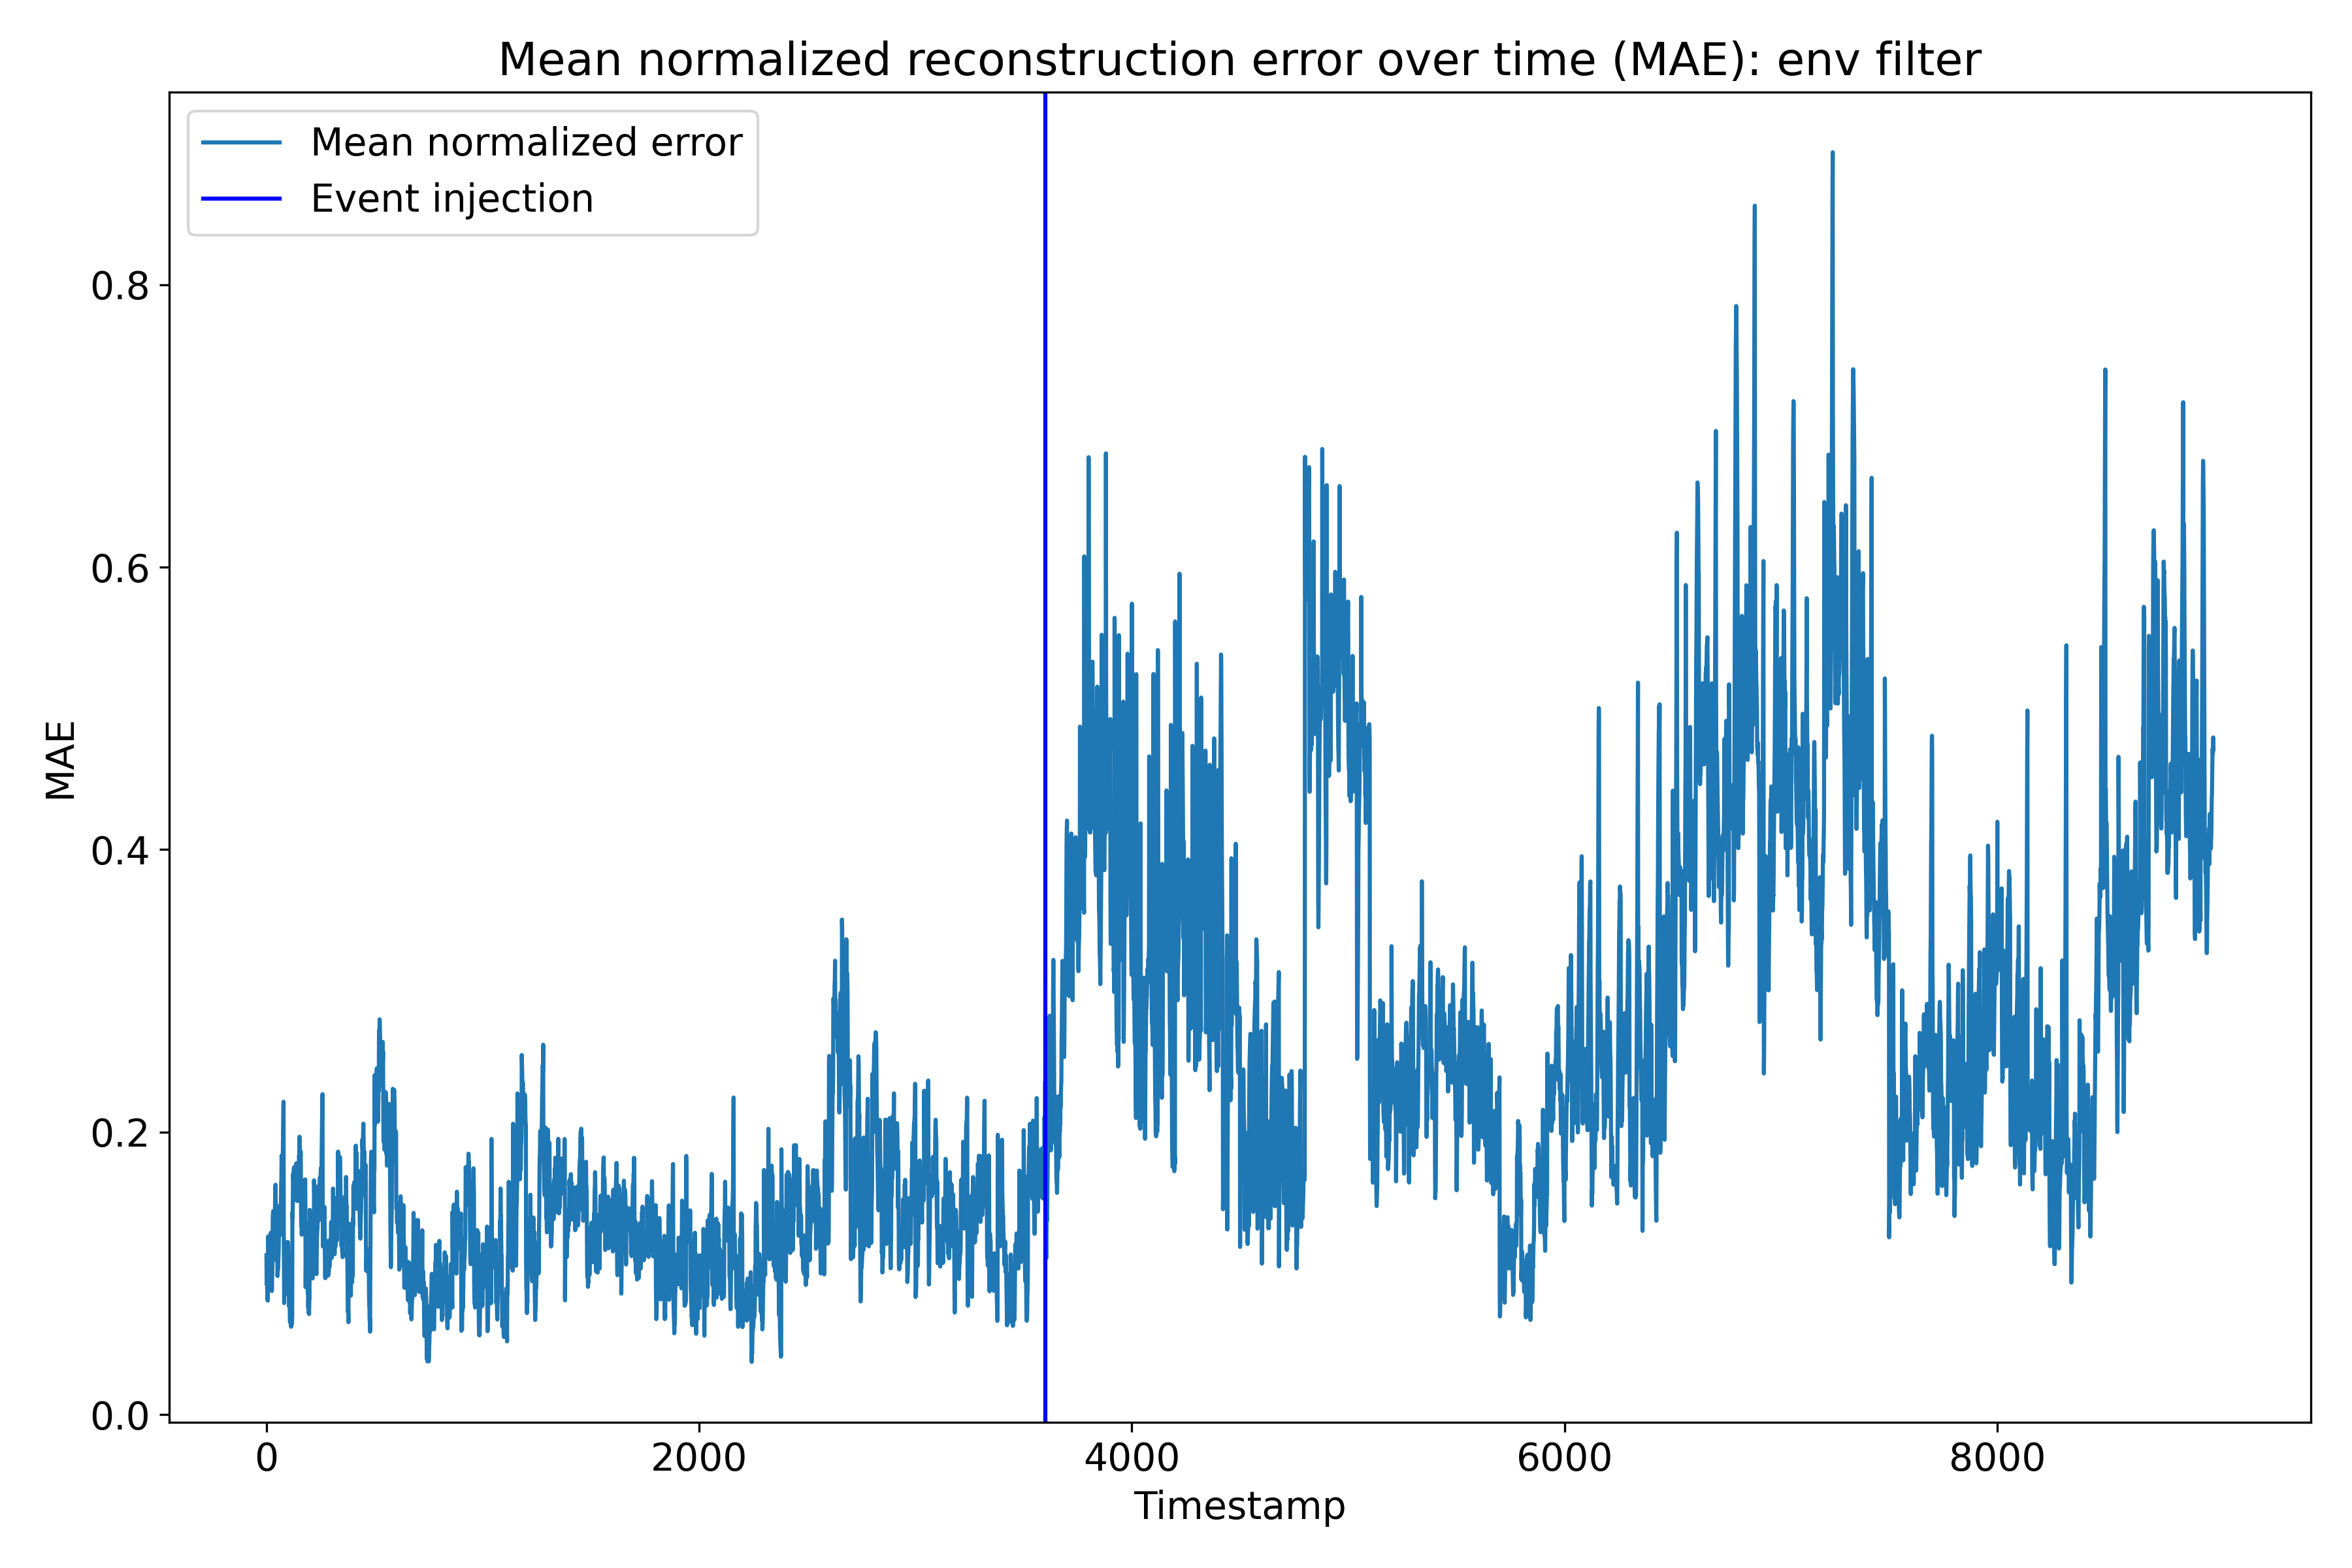 Mean normalized reconstruction error over time (MAE): env filter
Mean normalized error
Event injection
0.8
0.6
MAE
0.4
0.2
0.0
0 2000 4000 6000 8000
Timestamp